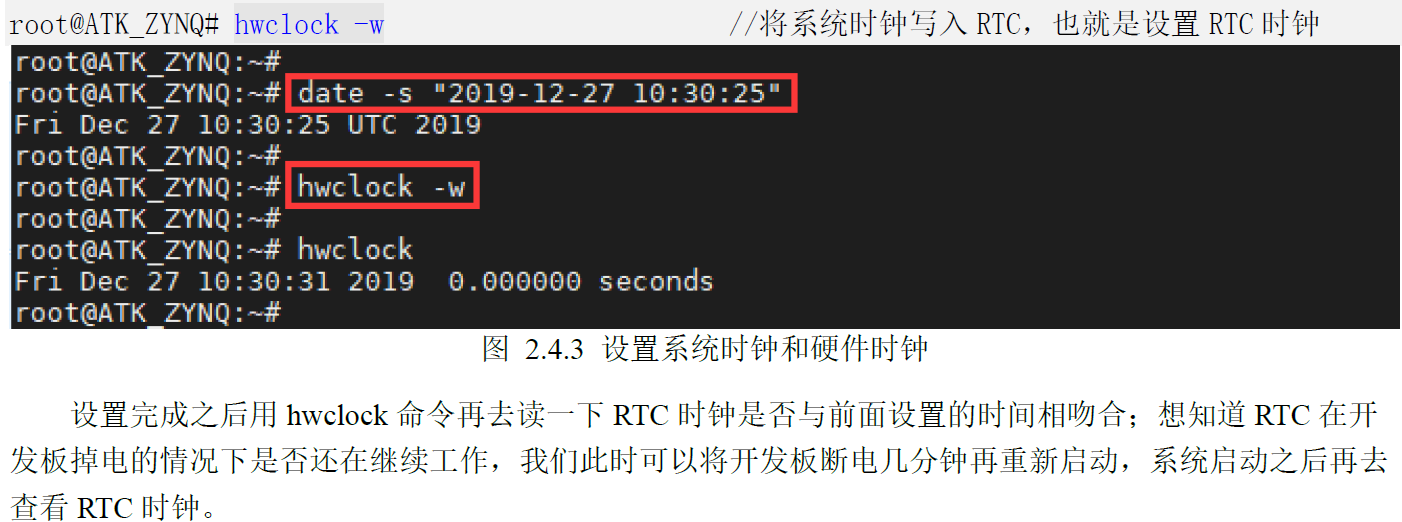 root@ATK_ZYNQ# hwclock -w //将系统时钟写入 RTC，也就是设置 RTC 时钟
root@ATK_ZYNQ:~#
root@ATK_ZYNQ:~# date -s "2019-12-27 10:30:25"
Fri Dec 27 10:30:25 UTC 2019
root@ATK_ZYNQ:~#
root@ATK_ZYNQ:~# hwclock -w
root@ATK_ZYNQ:~#
root@ATK_ZYNQ:~# hwclock
Fri Dec 27 10:30:31 2019  0.000000 seconds
root@ATK_ZYNQ:~#
图 2.4.3 设置系统时钟和硬件时钟
设置完成之后用 hwclock 命令再去读一下 RTC 时钟是否与前面设置的时间相吻合；想知道 RTC 在开
发板掉电的情况下是否还在继续工作，我们此时可以将开发板断电几分钟再重新启动，系统启动之后再去
查看 RTC 时钟。